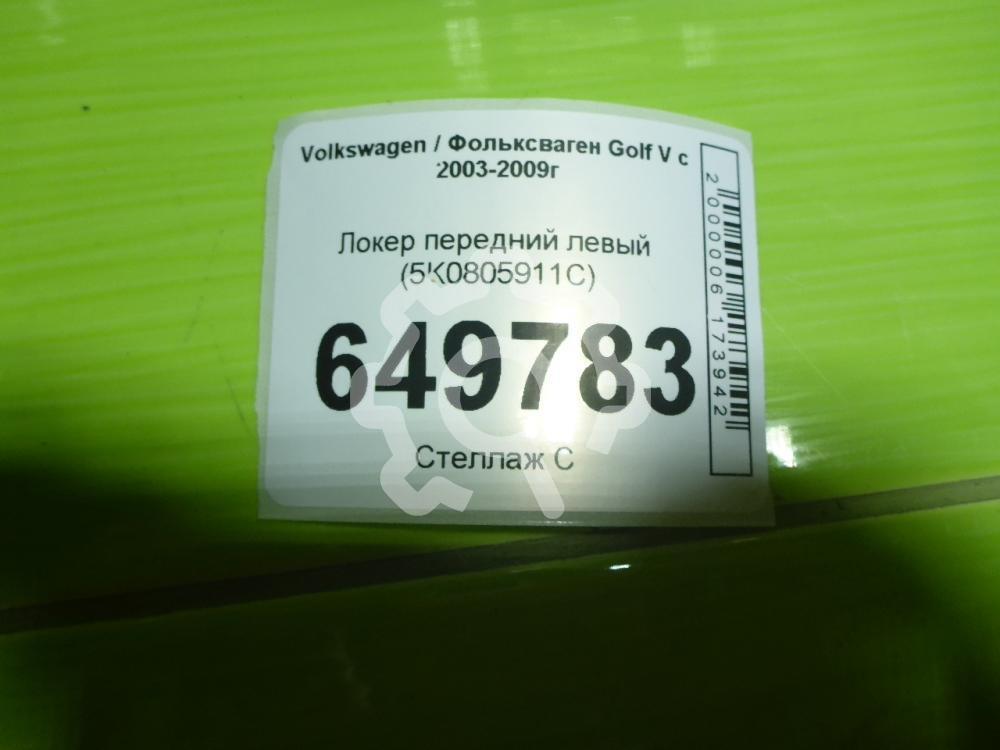 Volkswagen / Фольксваген Golf V с
2003-2009г
Локер передний левый
(5K0805911C)
649783
Стеллаж С
2000006173942